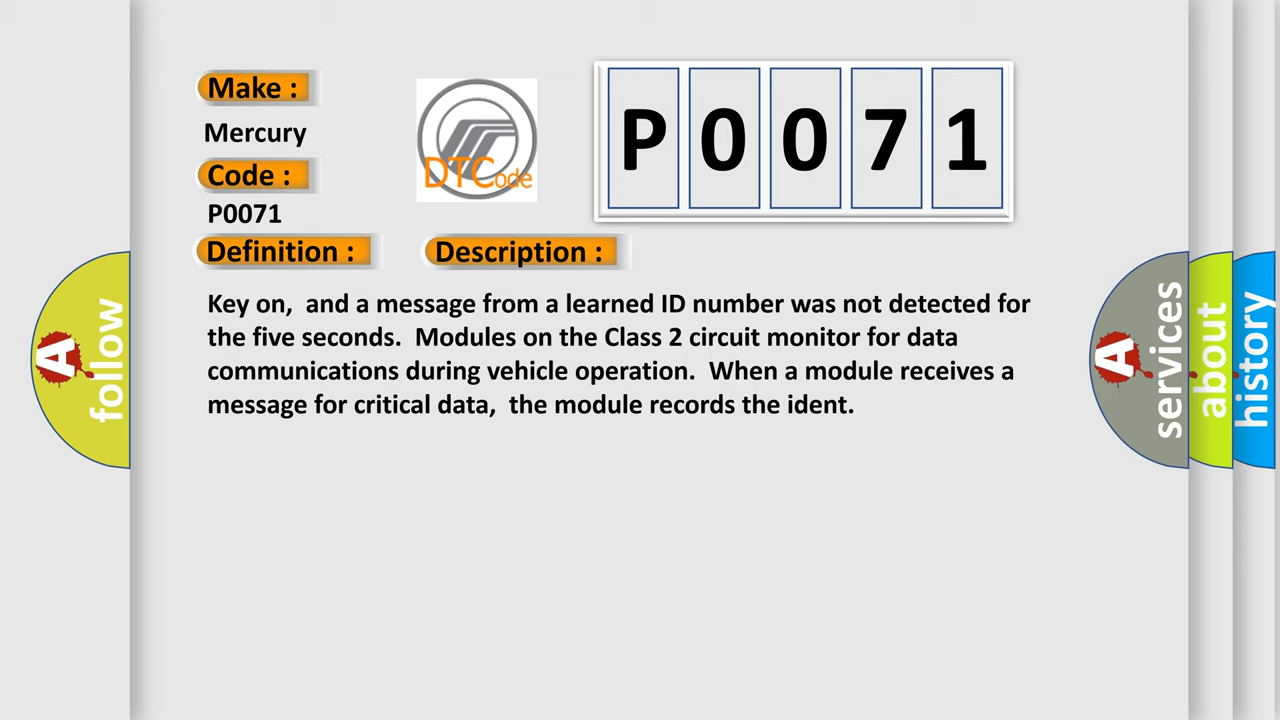 Make :
Mercury
Code :
P0071
Definition :
Description :
DTCode
P0071
Key on,  and a message from a learned ID number was not detected for
the five seconds  Modules on the Class 2 circuit monitor for data
communications during vehicle operation  When a module receives a
message for critical data,  the module records the ident.
A
follow
A
services
about
history